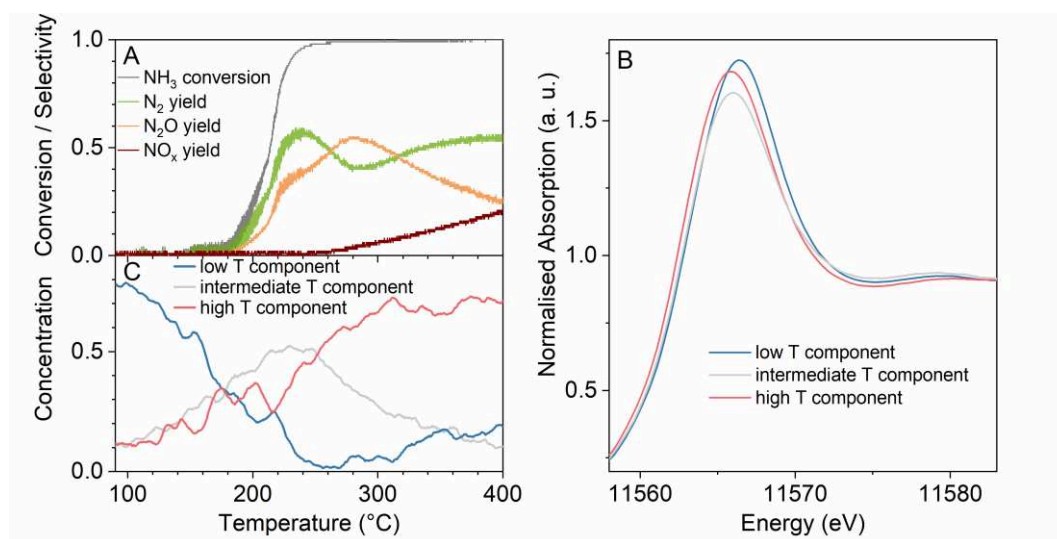 A
Conversion / Selectivity
1.0
0.5
0.0
NH₃ conversion
N₂ yield
N₂O yield
NOₓ yield
C
Concentration
0.5
0.0
low T component
intermediate T component
high T component
100
200
300
400
Temperature (°C)
B
Normalised Absorption (a. u.)
1.5
1.0
0.5
low T component
intermediate T component
high T component
11560
11570
11580
Energy (eV)